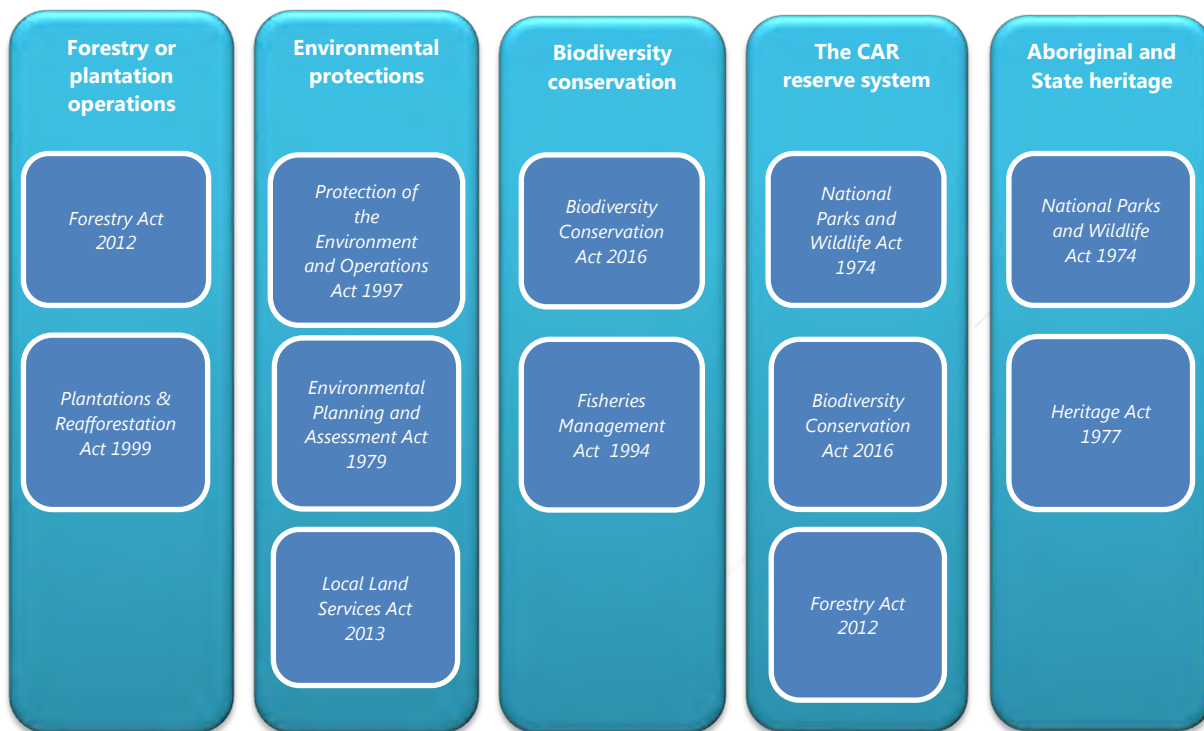 Forestry or
plantation
operations
Forestry Act
2012
Plantations &
Reafforestation
Act 1999
Environmental
protections
Protection of
the
Environment
and Operations
Act 1997
Environmental
Planning and
Assessment Act
1979
Local Land
Services Act
2013
Biodiversity
conservation
Biodiversity
Conservation
Act 2016
Fisheries
Management
Act 1994
The CAR
reserve system
National
Parks and
Wildlife Act
1974
Biodiversity
Conservation
Act 2016
Forestry Act
2012
Aboriginal and
State heritage
National Parks
and Wildlife
Act 1974
Heritage Act
1977